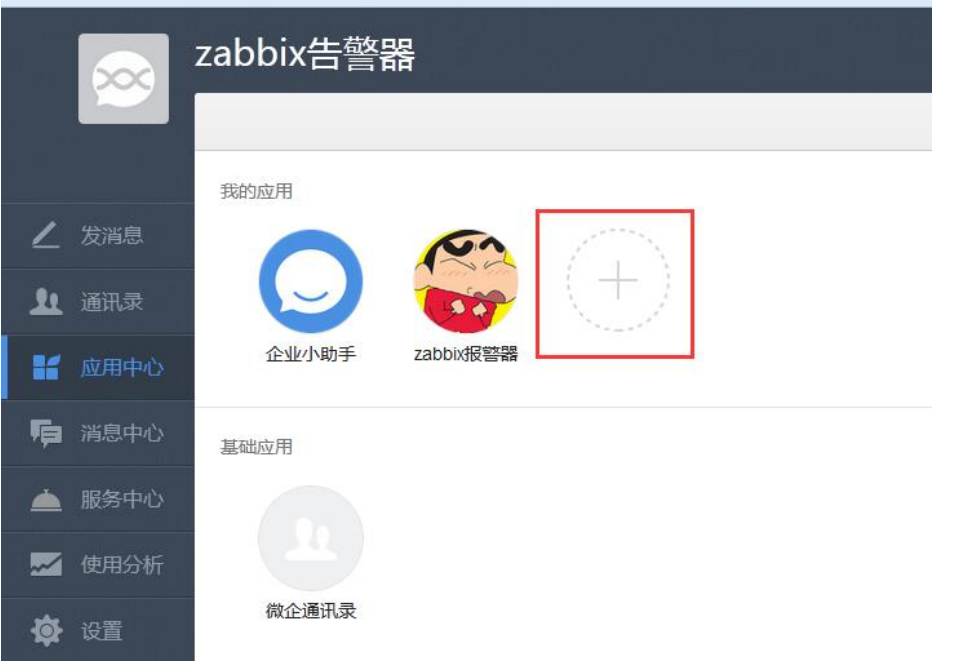 zabbix告警器
我的应用
发消息
通讯录
企业小助手
zabbix报警器
应用中心
消息中心
基础应用
服务中心
使用分析
微企通讯录
设置